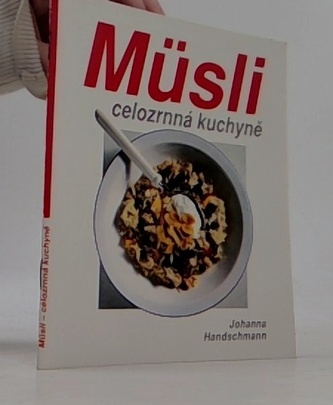 Müsli
celozrnná kuchyně
Johanna
Handschmann
Müsli – celozrnná kuchyně